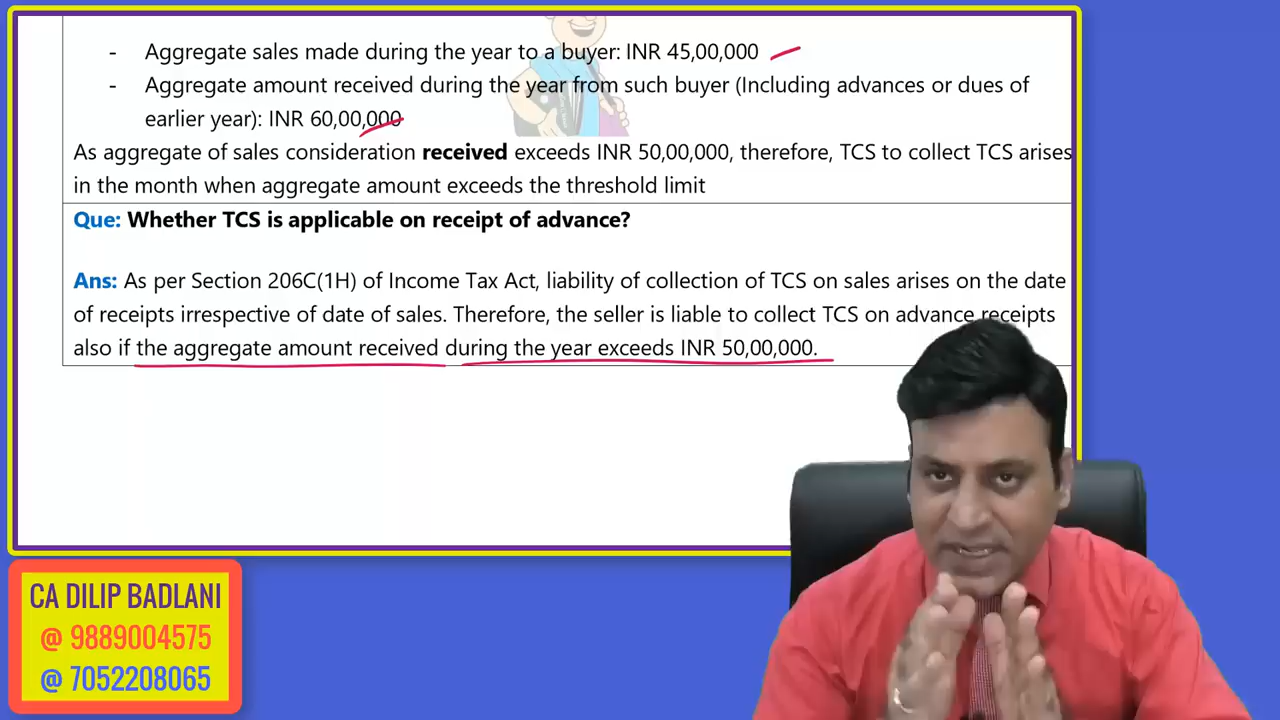 - Aggregate sales made during the year to a buyer: INR 45,00,000
- Aggregate amount received during the year from such buyer (Including advances or dues of
earlier year): INR 60,00,000
As aggregate of sales consideration received exceeds INR 50,00,000, therefore, TCS to collect TCS arises
in the month when aggregate amount exceeds the threshold limit
Que: Whether TCS is applicable on receipt of advance?
Ans: As per Section 206C(1H) of Income Tax Act, liability of collection of TCS on sales arises on the date
of receipts irrespective of date of sales. Therefore, the seller is liable to collect TCS on advance receipts
also if the aggregate amount received during the year exceeds INR 50,00,000.
CA DILIP BADLANI
@ 9889004575
@ 7052208065